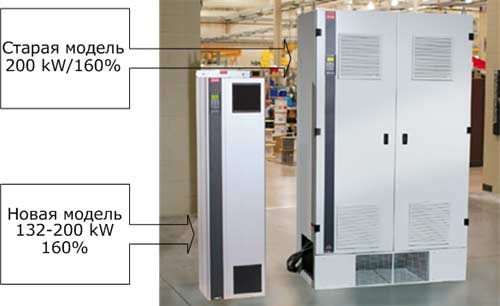 Старая модель
200 kW/160%
Новая модель
132-200 kW
160%